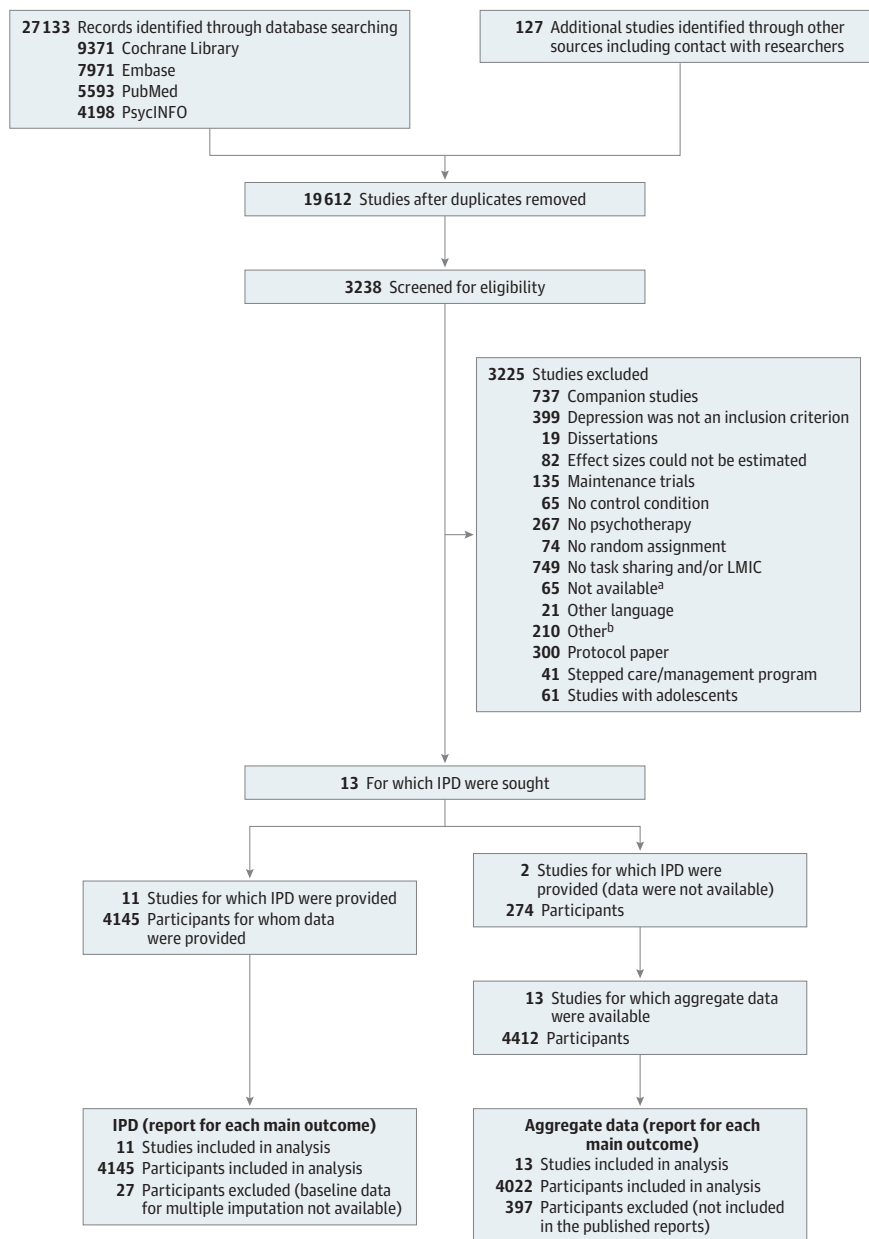 27133 Records identified through database searching
9371 Cochrane Library
7971 Embase
5593 PubMed
4198 PsycINFO
127 Additional studies identified through other
sources including contact with researchers
19612 Studies after duplicates removed
3238 Screened for eligibility
3225 Studies excluded
737 Companion studies
399 Depression was not an inclusion criterion
19 Dissertations
82 Effect sizes could not be estimated
135 Maintenance trials
65 No control condition
267 No psychotherapy
74 No random assignment
749 No task sharing and/or LMIC
65 Not availableᵃ
21 Other language
210 Otherᵇ
300 Protocol paper
41 Stepped care/management program
61 Studies with adolescents
13 For which IPD were sought
11 Studies for which IPD were provided
4145 Participants for whom data
were provided
2 Studies for which IPD were
provided (data were not available)
274 Participants
13 Studies for which aggregate data
were available
4412 Participants
IPD (report for each main outcome)
11 Studies included in analysis
4145 Participants included in analysis
27 Participants excluded (baseline data
for multiple imputation not available)
Aggregate data (report for each
main outcome)
13 Studies included in analysis
4022 Participants included in analysis
397 Participants excluded (not included
in the published reports)